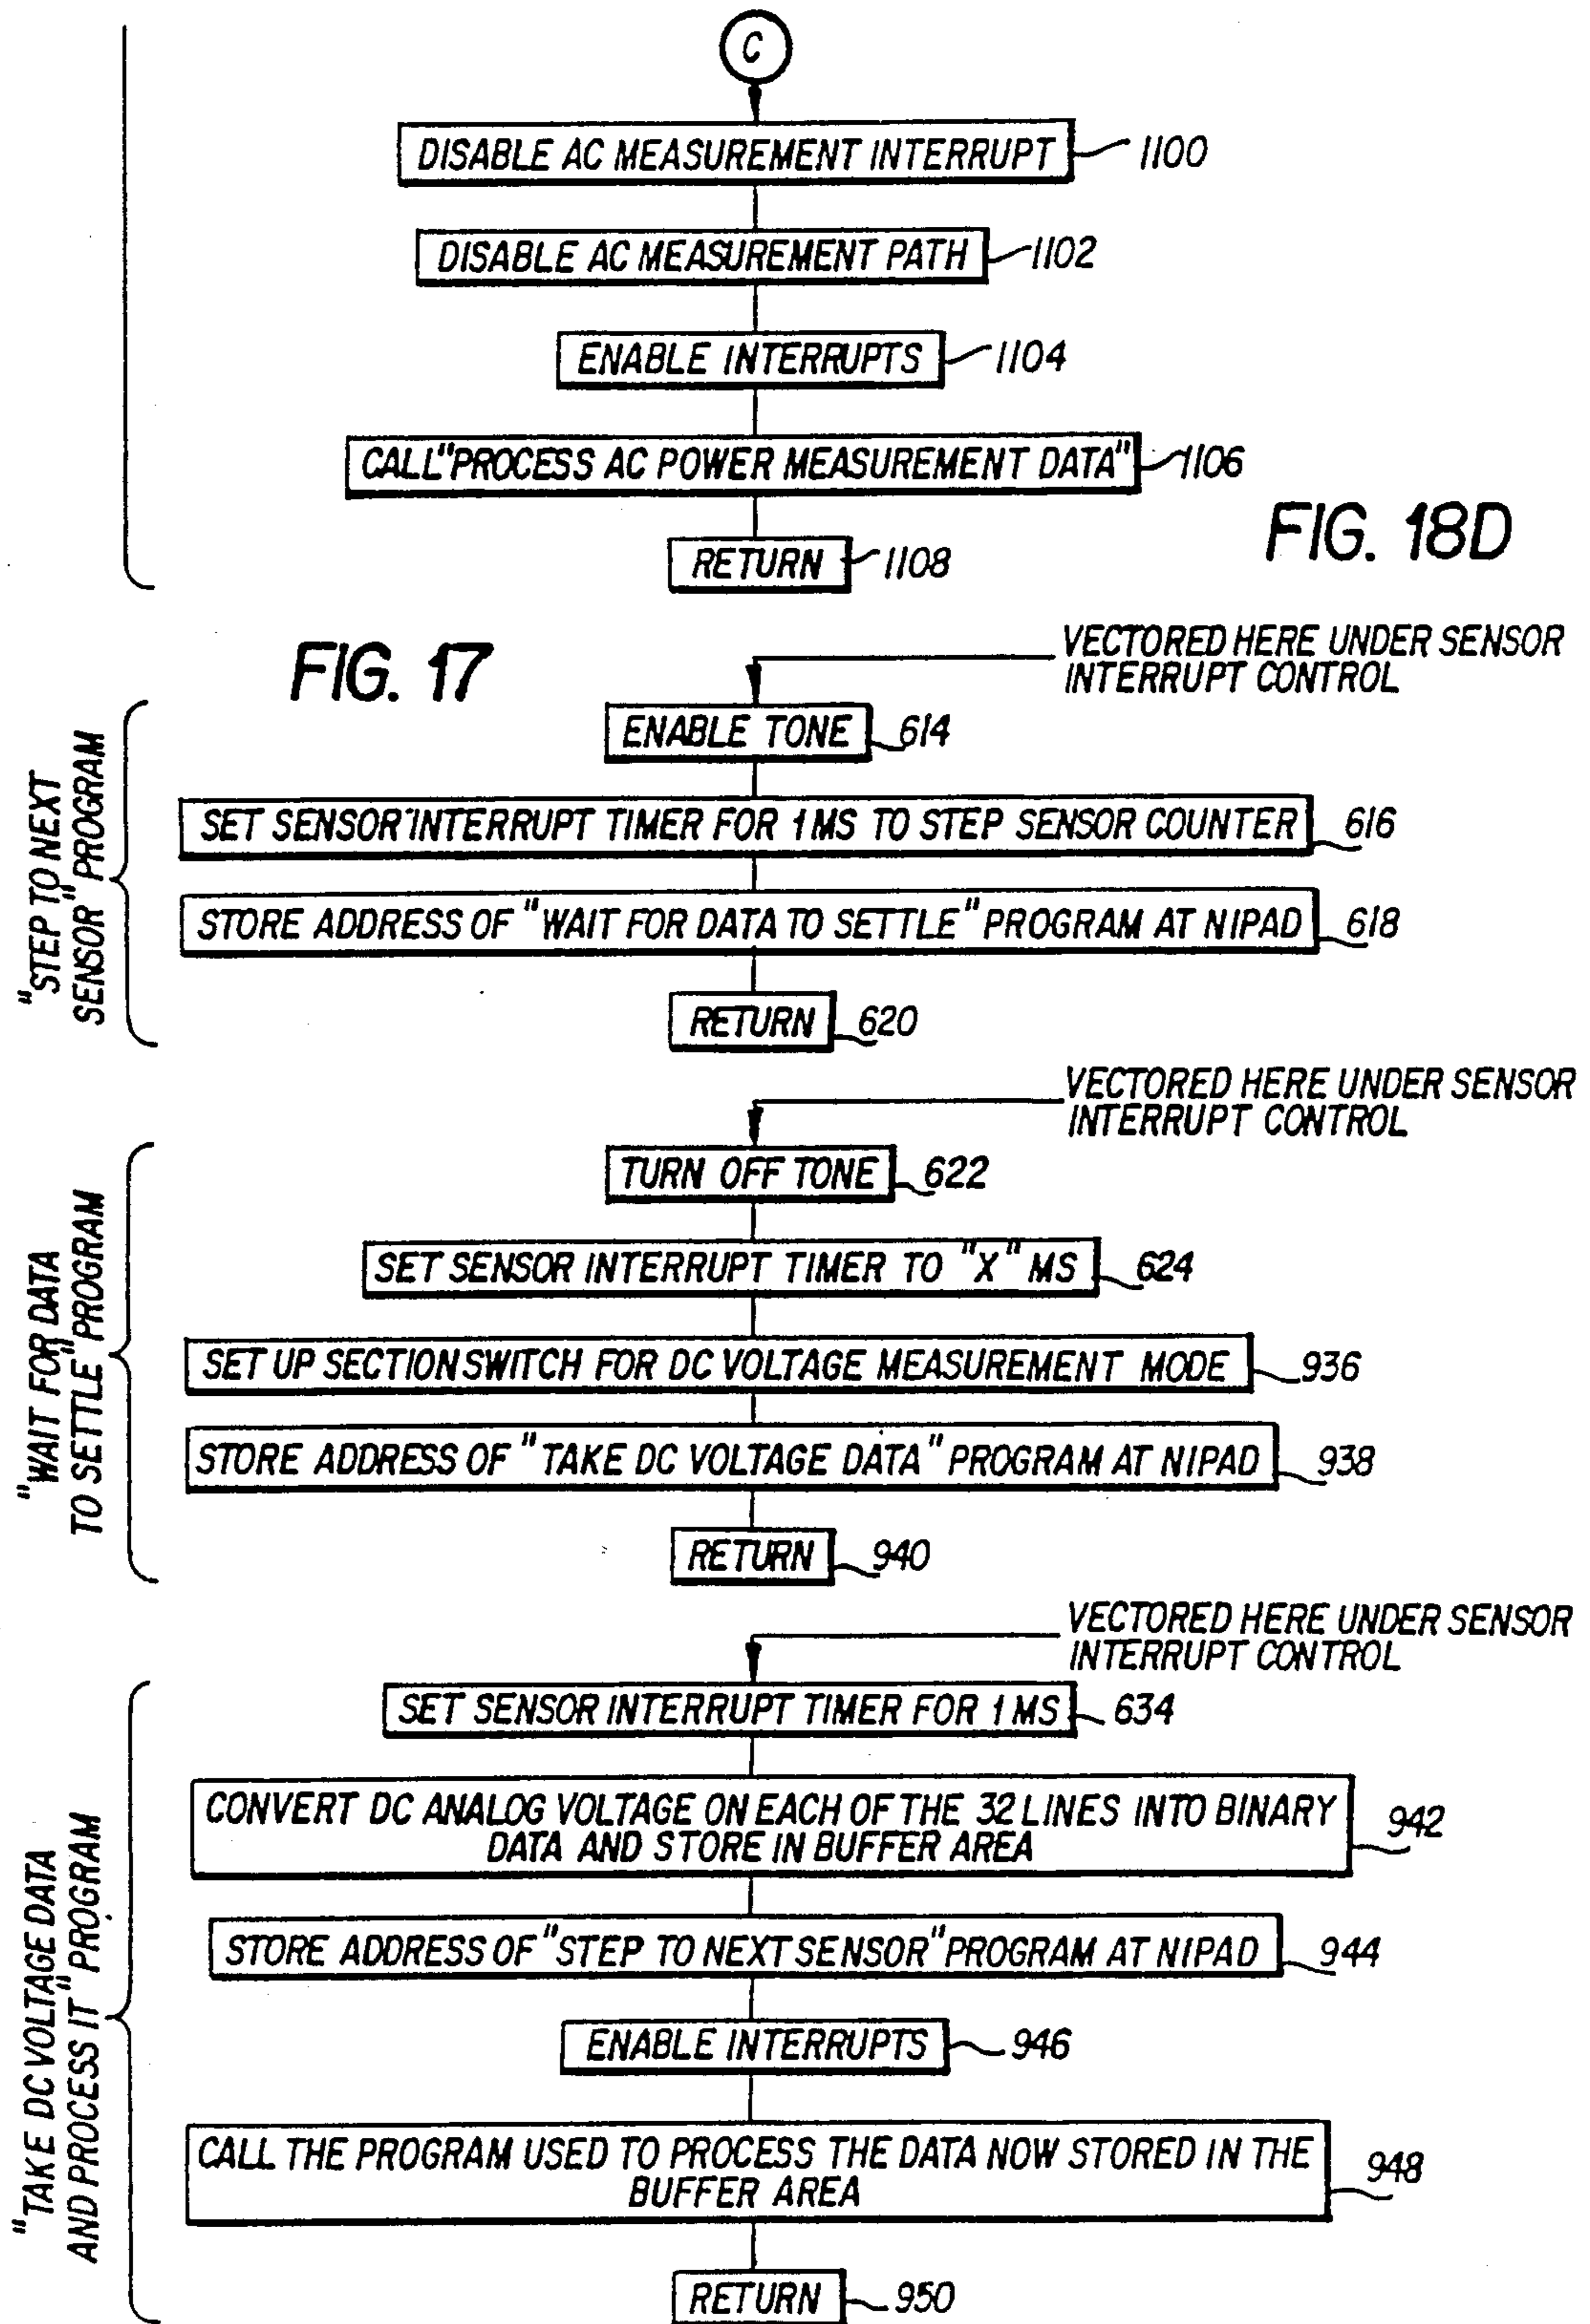 C
DISABLE AC MEASUREMENT INTERRUPT 1100
DISABLE AC MEASUREMENT PATH 1102
ENABLE INTERRUPTS 1104
CALL "PROCESS AC POWER MEASUREMENT DATA" 1106
RETURN 1108
FIG. 18D
FIG. 17
VECTORED HERE UNDER SENSOR
INTERRUPT CONTROL
"STEP TO NEXT
SENSOR" PROGRAM
ENABLE TONE 614
SET SENSOR INTERRUPT TIMER FOR 1 MS TO STEP SENSOR COUNTER 616
STORE ADDRESS OF "WAIT FOR DATA TO SETTLE" PROGRAM AT NIPAD 618
RETURN 620
VECTORED HERE UNDER SENSOR
INTERRUPT CONTROL
"WAIT FOR DATA
TO SETTLE" PROGRAM
TURN OFF TONE 622
SET SENSOR INTERRUPT TIMER TO "X" MS 624
SET UP SECTION SWITCH FOR DC VOLTAGE MEASUREMENT MODE 936
STORE ADDRESS OF "TAKE DC VOLTAGE DATA" PROGRAM AT NIPAD 938
RETURN 940
VECTORED HERE UNDER SENSOR
INTERRUPT CONTROL
"TAKE DC VOLTAGE DATA
AND PROCESS IT" PROGRAM
SET SENSOR INTERRUPT TIMER FOR 1 MS 634
CONVERT DC ANALOG VOLTAGE ON EACH OF THE 32 LINES INTO BINARY
DATA AND STORE IN BUFFER AREA 942
STORE ADDRESS OF "STEP TO NEXT SENSOR" PROGRAM AT NIPAD 944
ENABLE INTERRUPTS 946
CALL THE PROGRAM USED TO PROCESS THE DATA NOW STORED IN THE
BUFFER AREA 948
RETURN 950